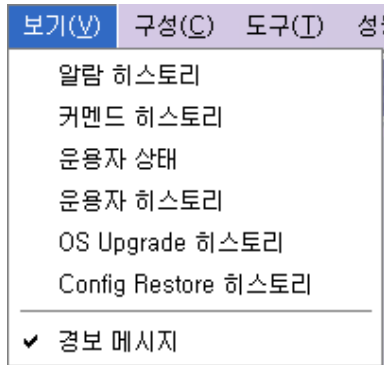 보기(V) 구성(C) 도구(T)
알람 히스토리
커멘드 히스토리
운용자 상태
운용자 히스토리
OS Upgrade 히스토리
Config Restore 히스토리
경보 메시지